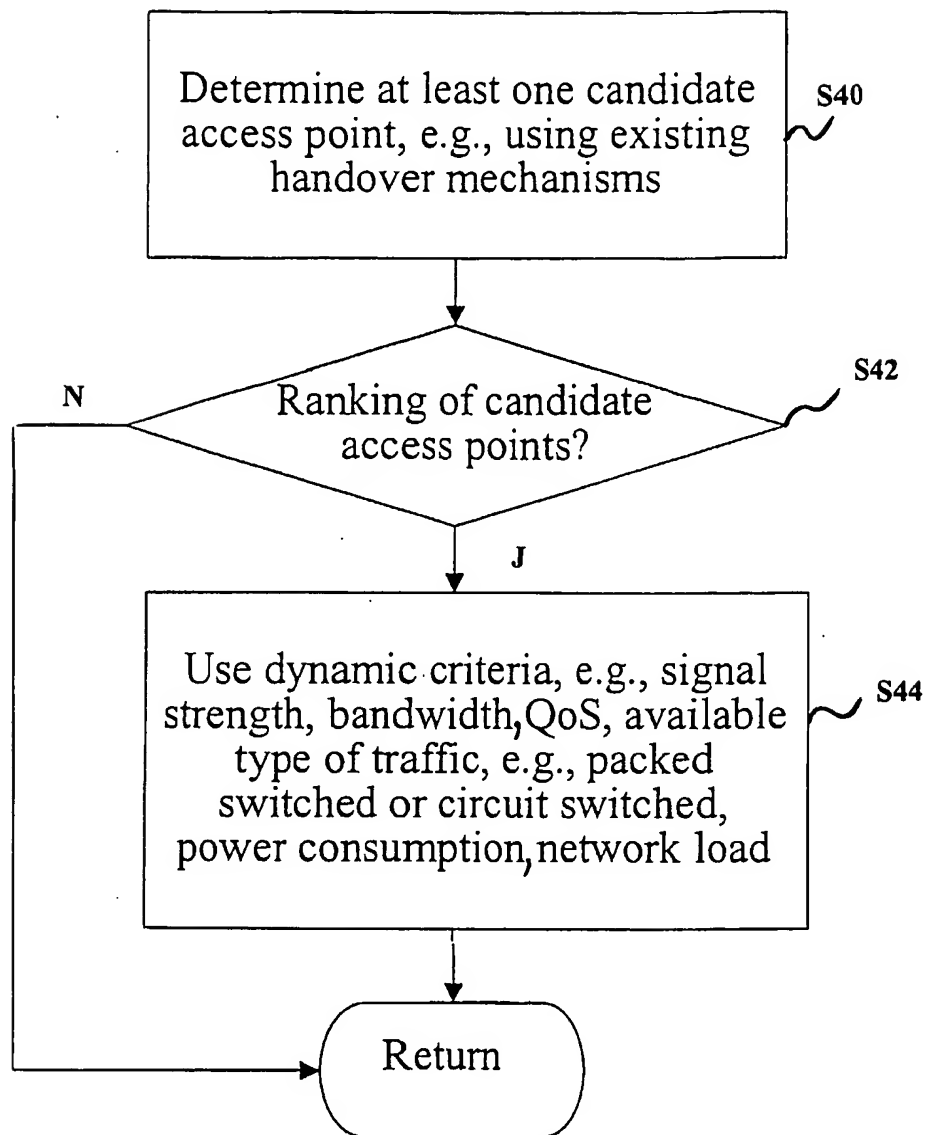 Determine at least one candidate
access point, e.g., using existing
handover mechanisms
S40
Ranking of candidate
access points?
S42
N
J
Use dynamic criteria, e.g., signal
strength, bandwidth, QoS, available
type of traffic, e.g., packed
switched or circuit switched,
power consumption, network load
S44
Return